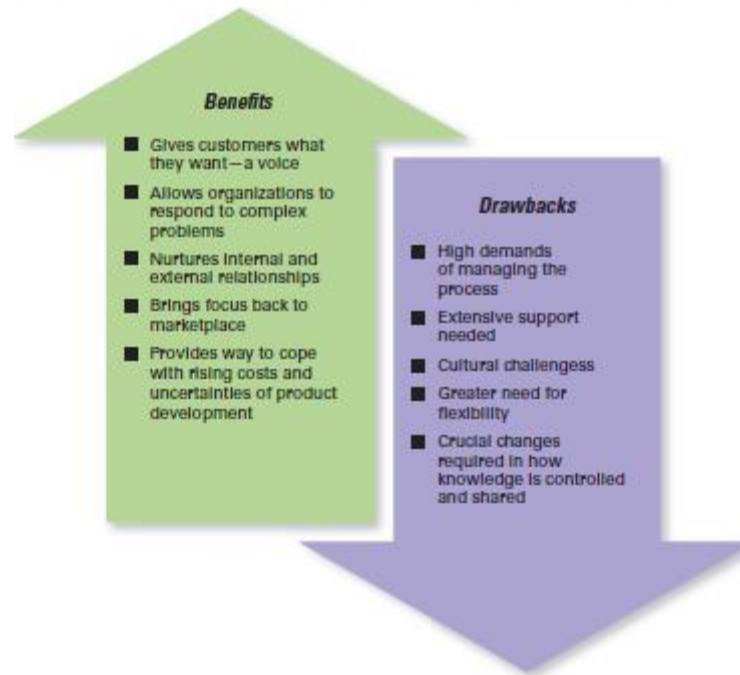 Benefits
■ Gives customers what
they want—a voice
■ Allows organizations to
respond to complex
problems
■ Nurtures internal and
external relationships
■ Brings focus back to
marketplace
■ Provides way to cope
with rising costs and
uncertainties of product
development
Drawbacks
■ High demands
of managing the
process
■ Extensive support
needed
■ Cultural challengess
■ Greater need for
flexibility
■ Crucial changes
required in how
knowledge is controlled
and shared